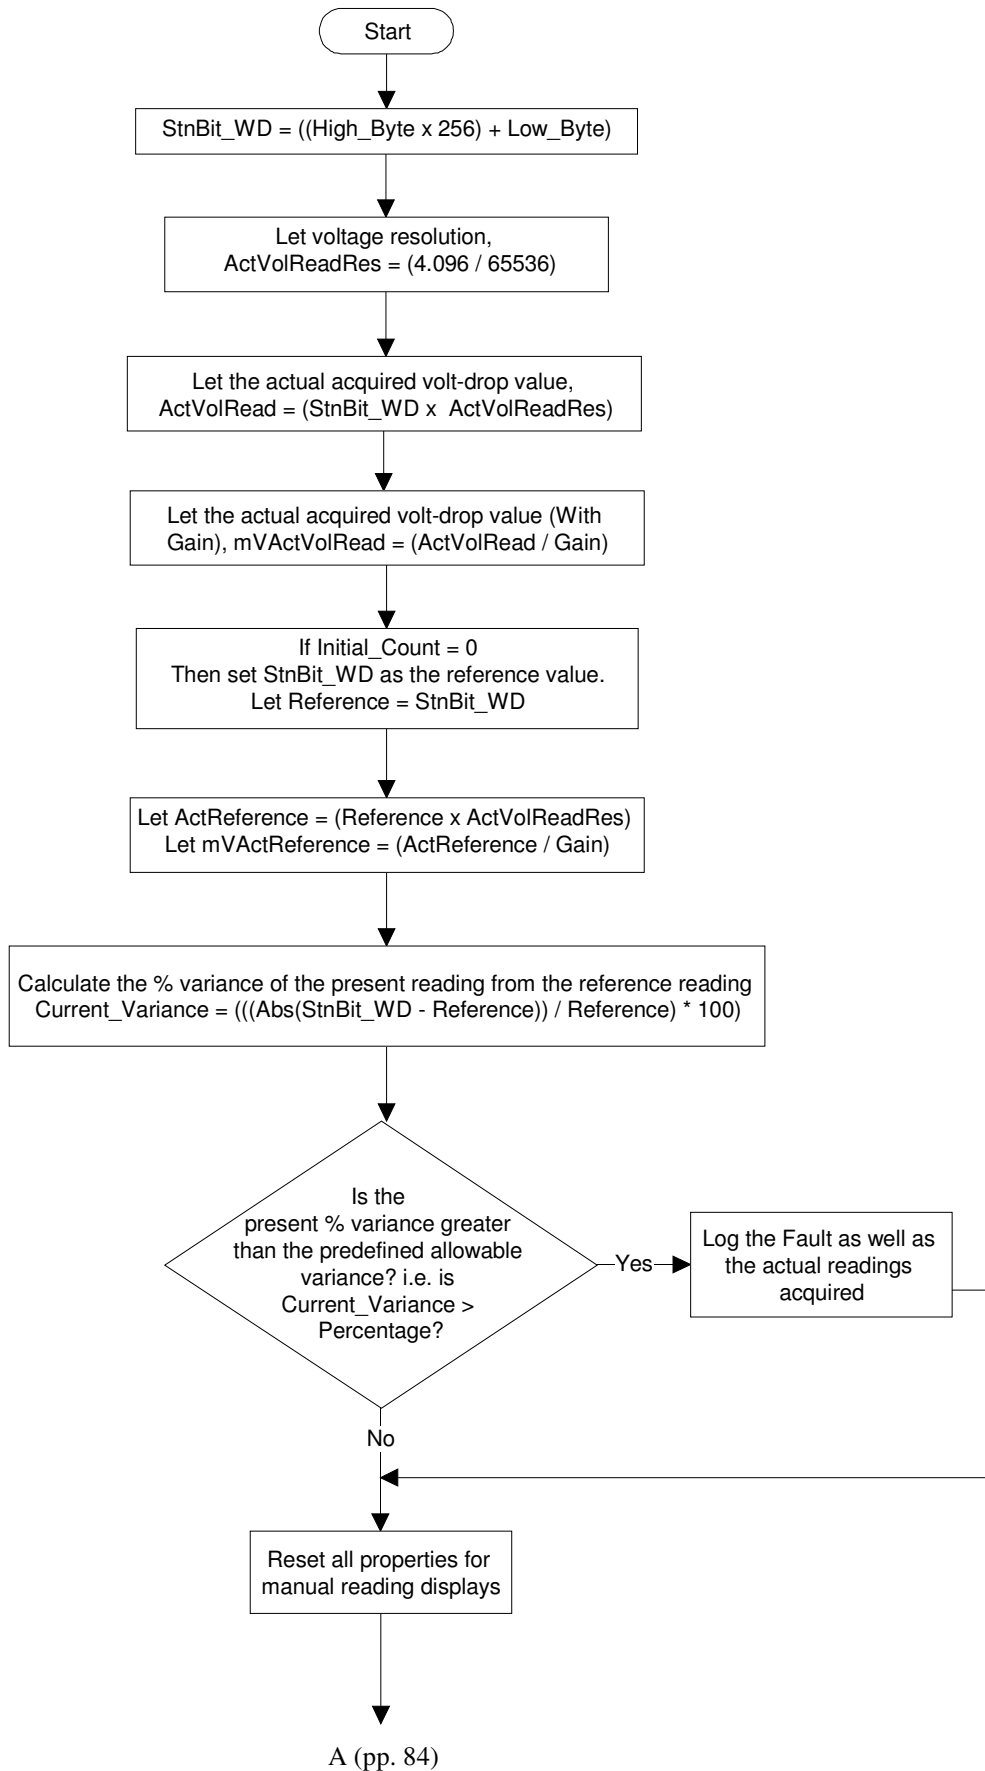 Start
StnBit_WD = ((High_Byte x 256) + Low_Byte)
Let voltage resolution,
ActVolReadRes = (4.096 / 65536)
Let the actual acquired volt-drop value,
ActVolRead = (StnBit_WD x  ActVolReadRes)
Let the actual acquired volt-drop value (With
Gain), mVActVolRead = (ActVolRead / Gain)
If Initial_Count = 0
Then set StnBit_WD as the reference value.
Let Reference = StnBit_WD
Let ActReference = (Reference x ActVolReadRes)
Let mVActReference = (ActReference / Gain)
Calculate the % variance of the present reading from the reference reading
Current_Variance = (((Abs(StnBit_WD - Reference)) / Reference) * 100)
Is the
present % variance greater
than the predefined allowable
variance? i.e. is
Current_Variance >
Percentage?
Yes
Log the Fault as well as
the actual readings
acquired
No
Reset all properties for
manual reading displays
A (pp. 84)